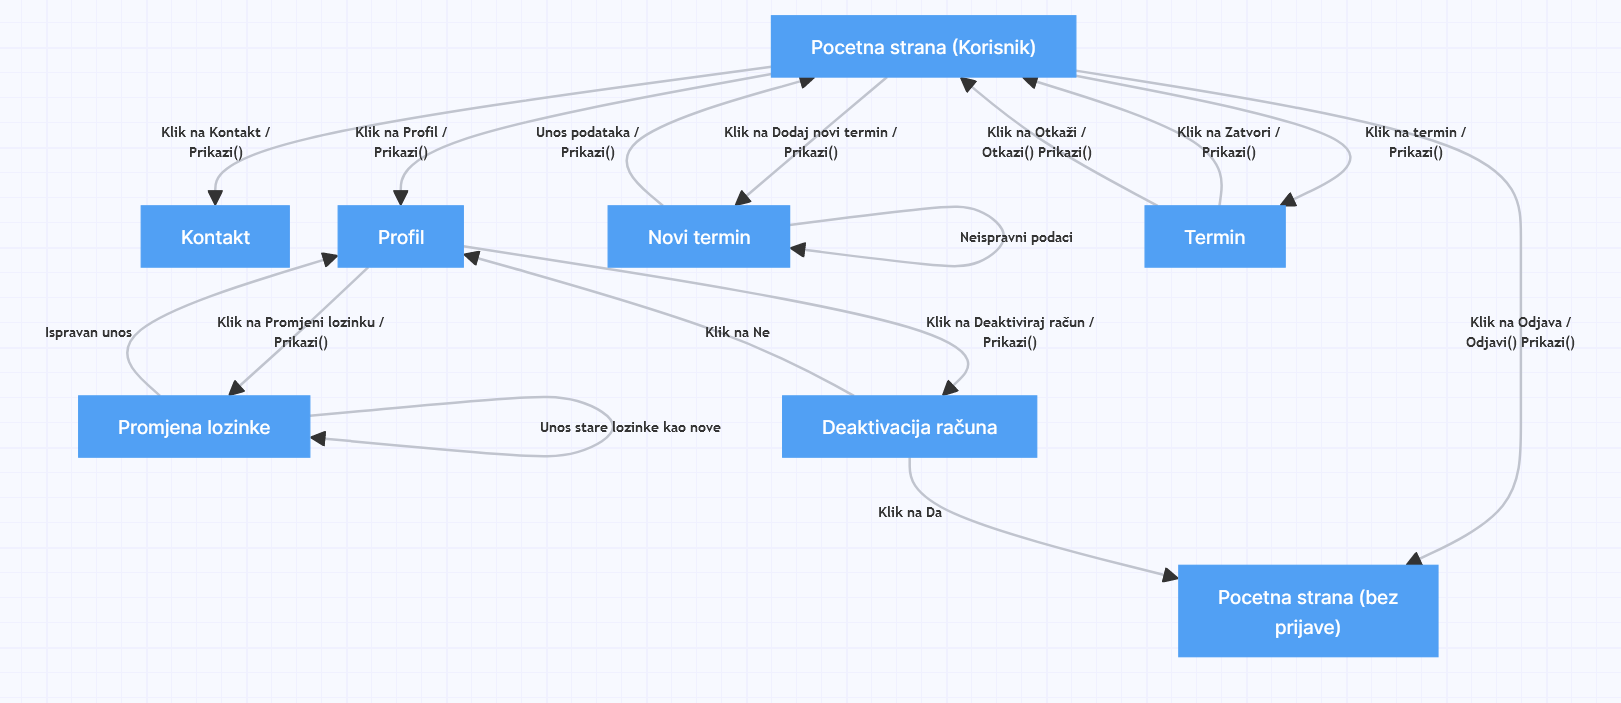 Pocetna strana (Korisnik)
Klik na Kontakt /
Prikazi()
Klik na Profil /
Prikazi()
Unos podataka /
Prikazi()
Klik na Dodaj novi termin /
Prikazi()
Klik na Otkaži /
Otkazi() Prikazi()
Klik na Zatvori /
Prikazi()
Klik na termin /
Prikazi()
Kontakt
Profil
Novi termin
Neispravni podaci
Termin
Ispravan unos
Klik na Promjeni lozinku /
Prikazi()
Klik na Ne
Klik na Deaktiviraj račun /
Prikazi()
Klik na Odjava /
Odjavi() Prikazi()
Promjena lozinke
Unos stare lozinke kao nove
Deaktivacija računa
Klik na Da
Pocetna strana (bez
prijave)